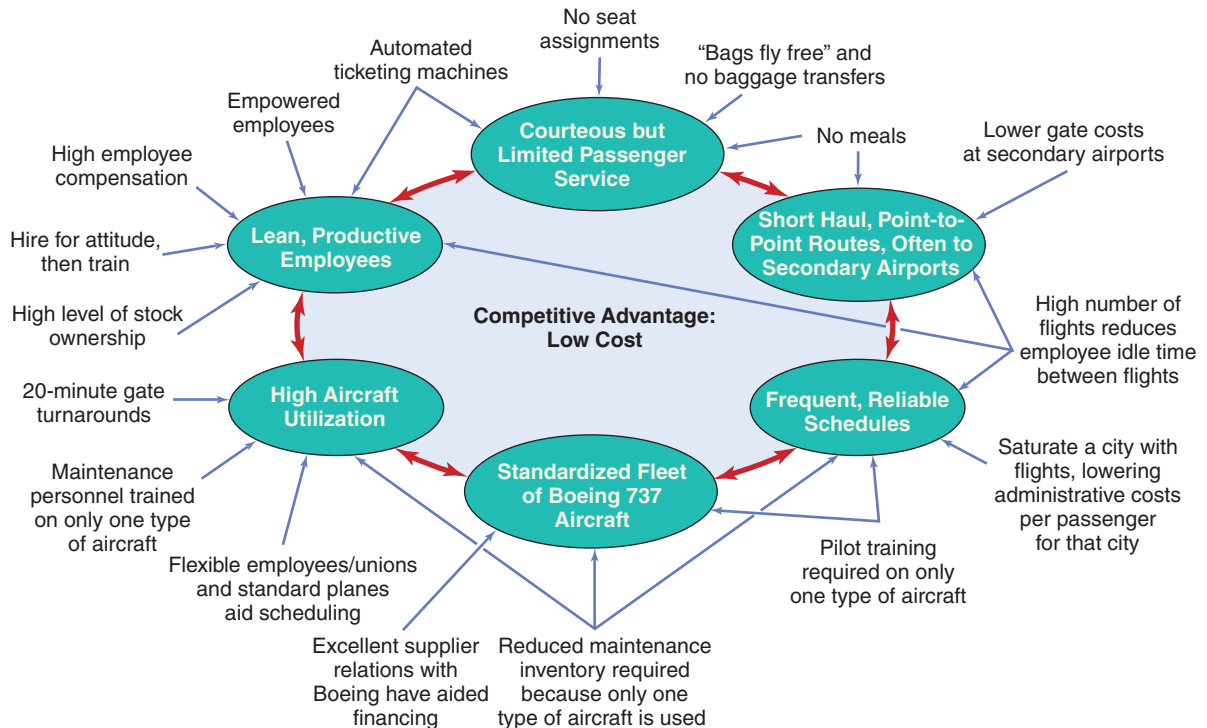 No seat
assignments
Automated
ticketing machines
“Bags fly free” and
no baggage transfers
Empowered
employees
Courteous but
Limited Passenger
Service
No meals
Lower gate costs
at secondary airports
High employee
compensation
Lean, Productive
Employees
Short Haul, Point-to-
Point Routes, Often to
Secondary Airports
Hire for attitude,
then train
High level of stock
ownership
Competitive Advantage:
Low Cost
High number of
flights reduces
employee idle time
between flights
20-minute gate
turnarounds
High Aircraft
Utilization
Frequent, Reliable
Schedules
Standardized Fleet
of Boeing 737
Aircraft
Saturate a city with
flights, lowering
administrative costs
per passenger
for that city
Maintenance
personnel trained
on only one type
of aircraft
Flexible employees/unions
and standard planes
aid scheduling
Pilot training
required on only
one type of aircraft
Excellent supplier
relations with
Boeing have aided
financing
Reduced maintenance
inventory required
because only one
type of aircraft is used